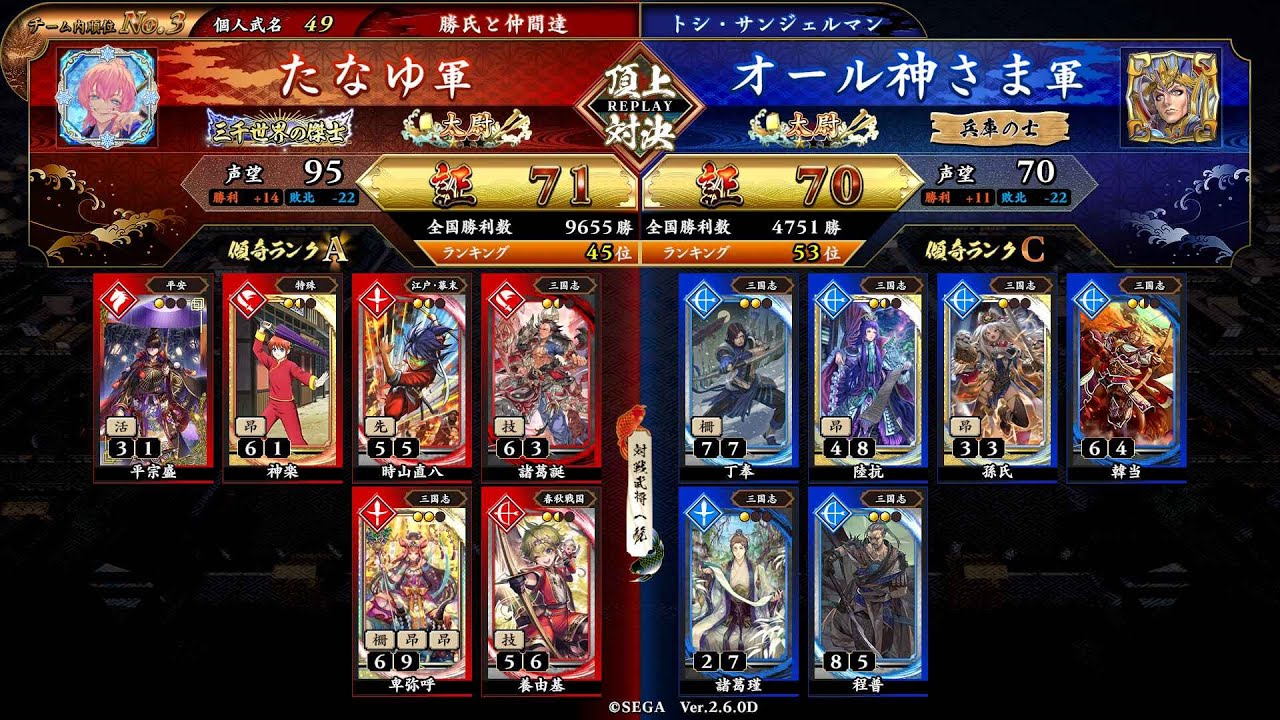 チーム内順位 No.3 個人武名 49 勝氏と仲間達
トシ・サンジェルマン
たなゆ軍
頂上
REPLAY
対決
オール神さま軍
三千世界の傑士 太尉
太尉 兵車の士
声望 95
勝利 +14 敗北 -22
証 71
証 70
声望 70
勝利 +11 敗北 -22
全国勝利数 9655勝
全国勝利数 4751勝
傾奇ランク A
ランキング 45位
ランキング 53位
傾奇ランク C
平安
活
3 1
平宗盛
特殊
昂
6 1
神楽
江戸・幕末
先
5 5
時山直八
三国志
技
6 3
諸葛誕
三国志
柵 昂 昂
6 9
卑弥呼
春秋戦国
技
5 6
養由基
対戦武将一覧
三国志
柵
7 7
丁奉
三国志
昂
4 8
陸抗
三国志
昂
3 3
孫氏
三国志
6 4
韓当
三国志
2 7
諸葛瑾
三国志
8 5
程普
©SEGA Ver.2.6.0D